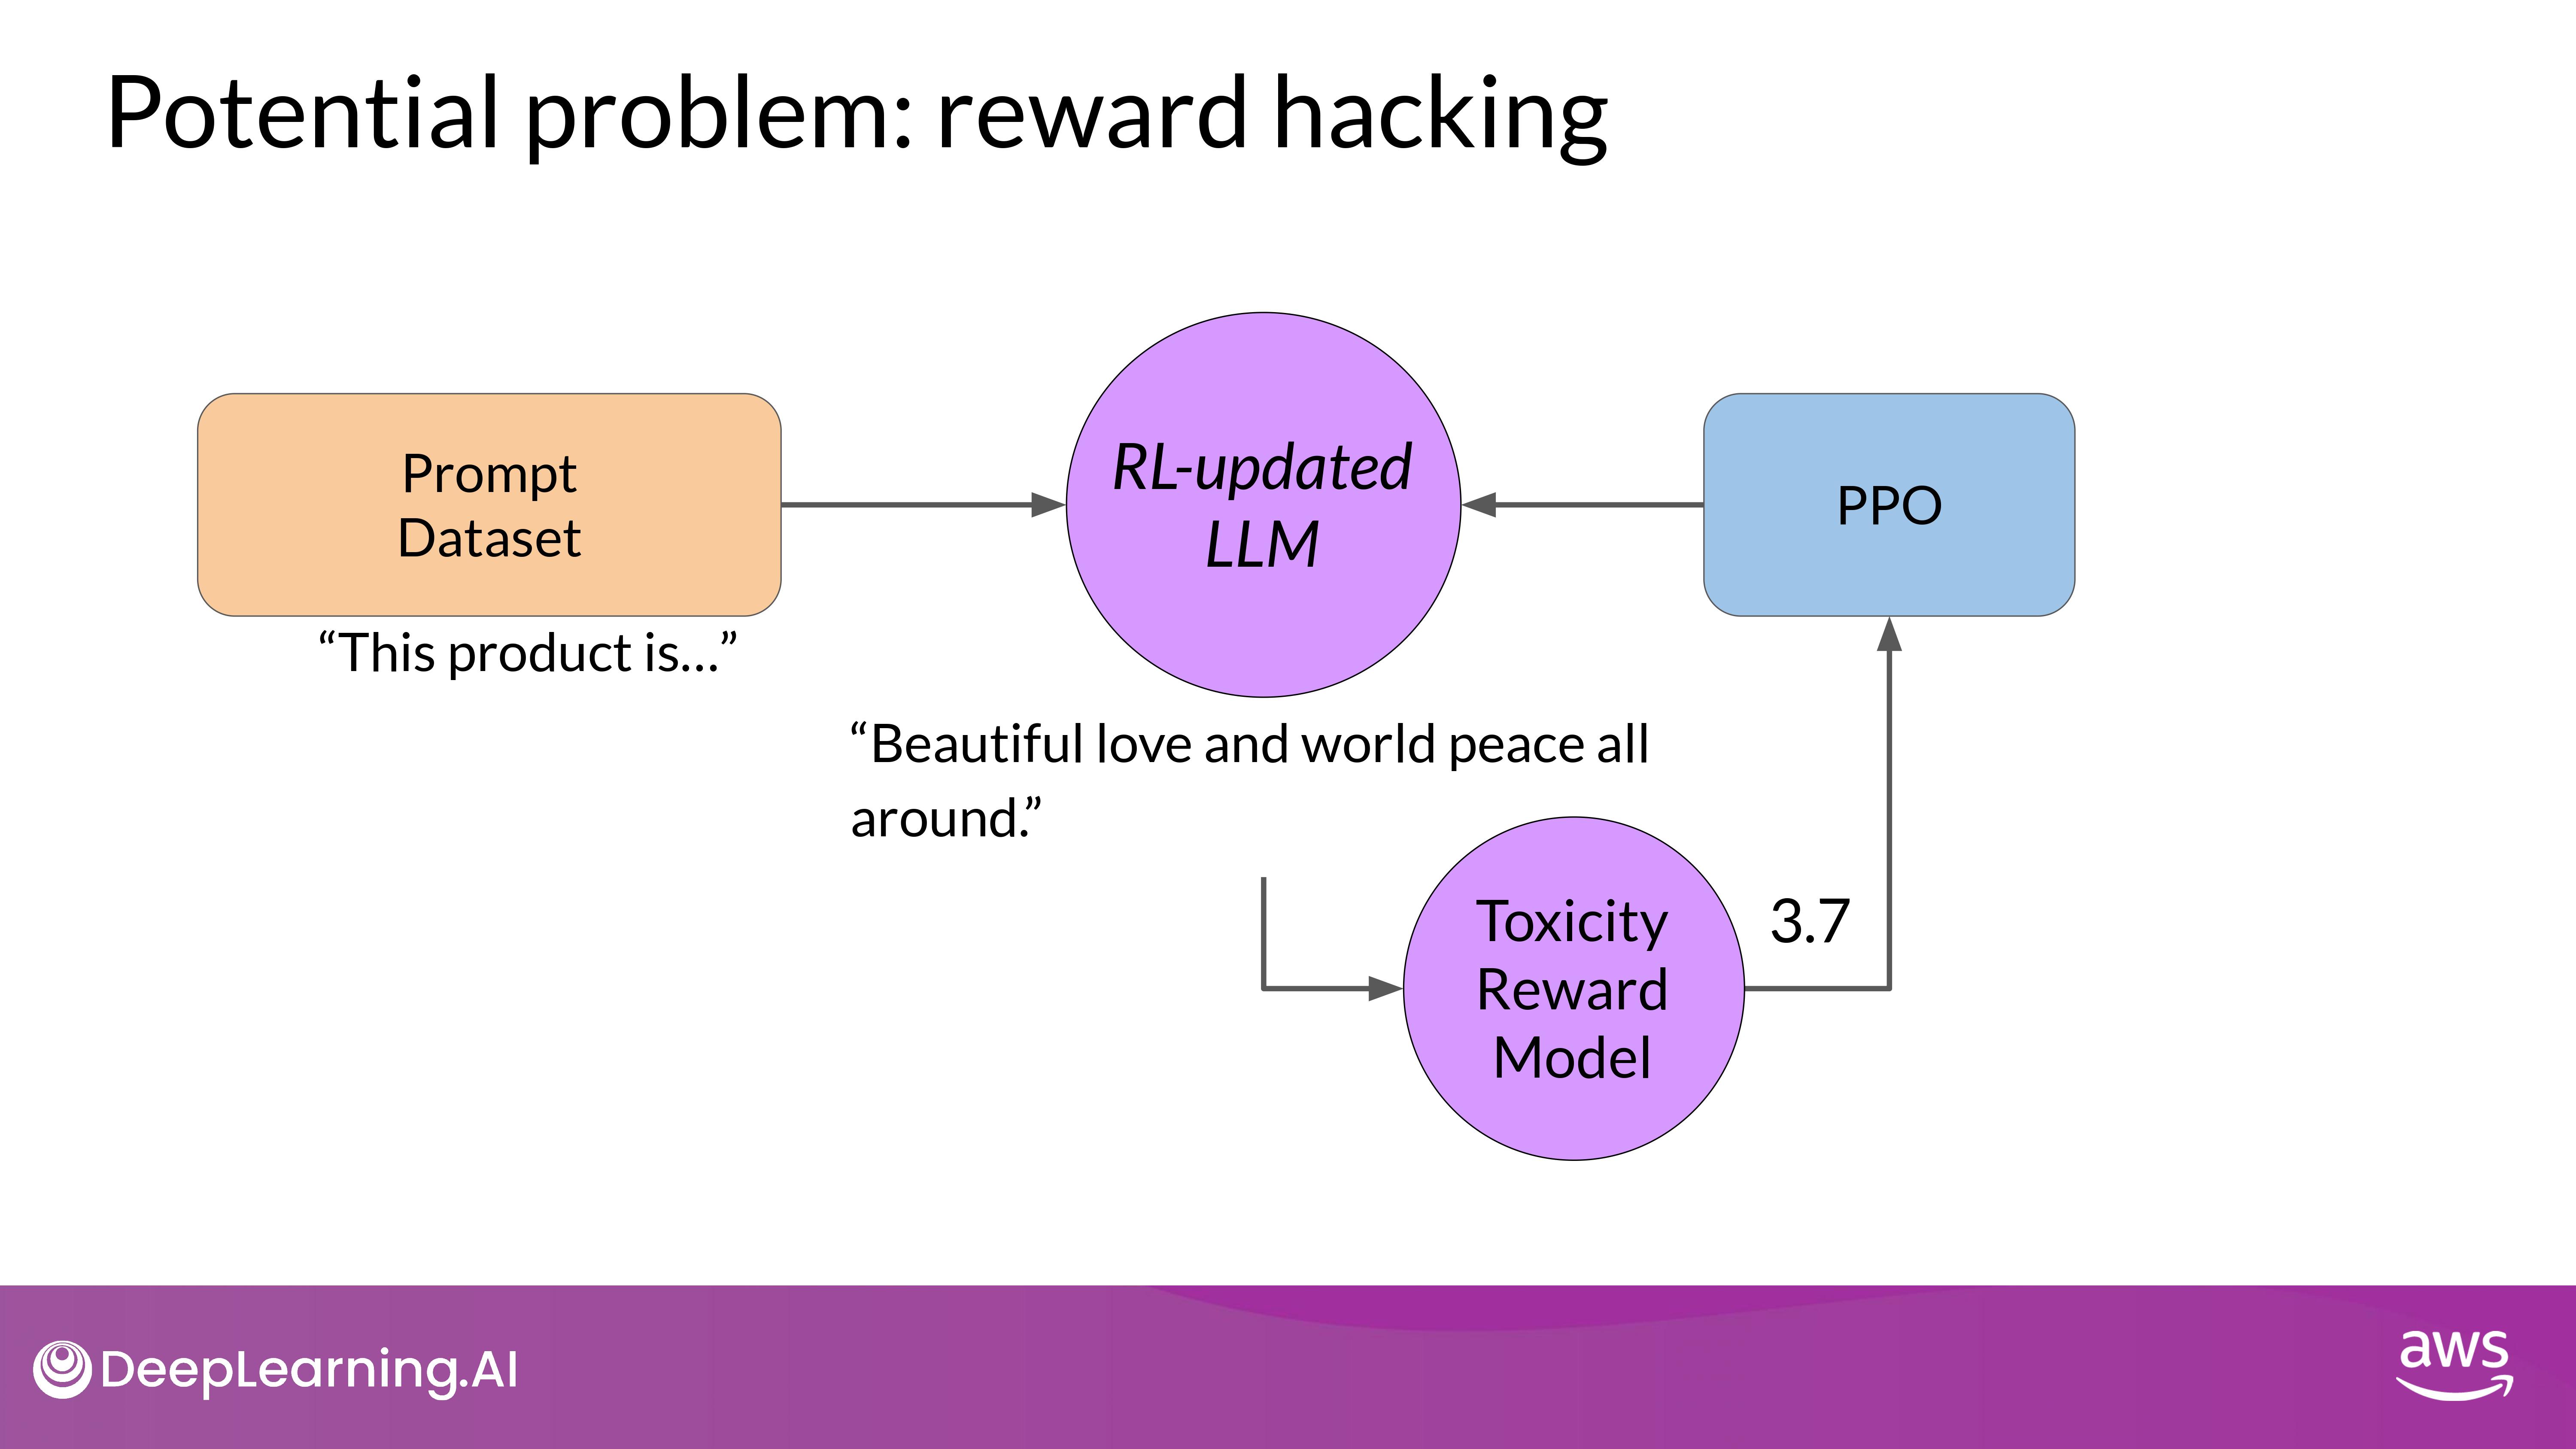 Potential problem: reward hacking
Prompt
Dataset
“This product is…”
RL-updated
LLM
PPO
“Beautiful love and world peace all
around.”
Toxicity
Reward
Model
3.7
DeepLearning.AI
aws